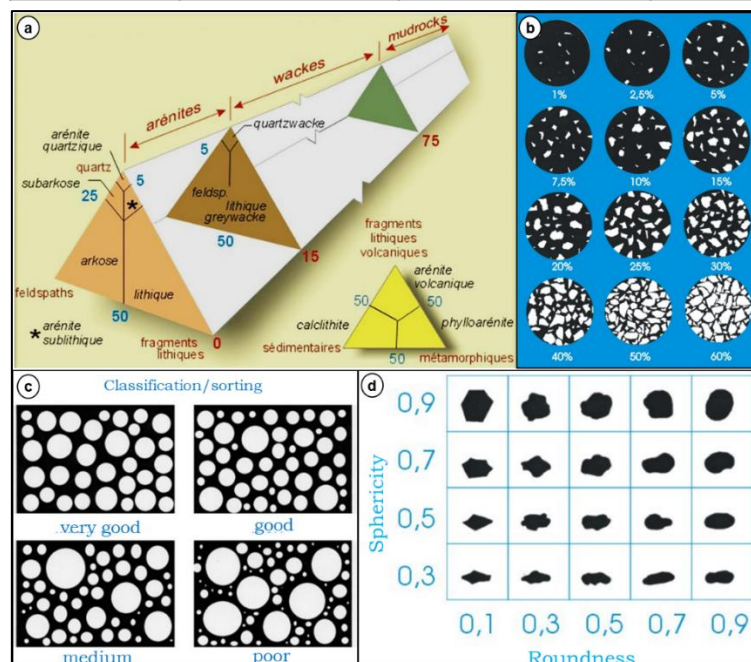 a
mudrocks
wackes
arénites
quartzwacke
arénite
quartzique
quartz
5
5
subarkose
25
*
75
feldsp.
lithique
greywacke
50
fragments
lithiques
volcaniques
15
arkose
lithique
feldspaths
50
arénite
volcanique
50
50
calclithite
phylloarénite
* arénite
sublithique
fragments
lithiques
0
sédimentaires
50
métamorphiques
b
1%
2,5%
5%
7,5%
10%
15%
20%
25%
30%
40%
50%
60%
c
Classification/sorting
very good
good
medium
poor
d
Sphericity
0,9
0,7
0,5
0,3
0,1
0,3
0,5
0,7
0,9
Roundness